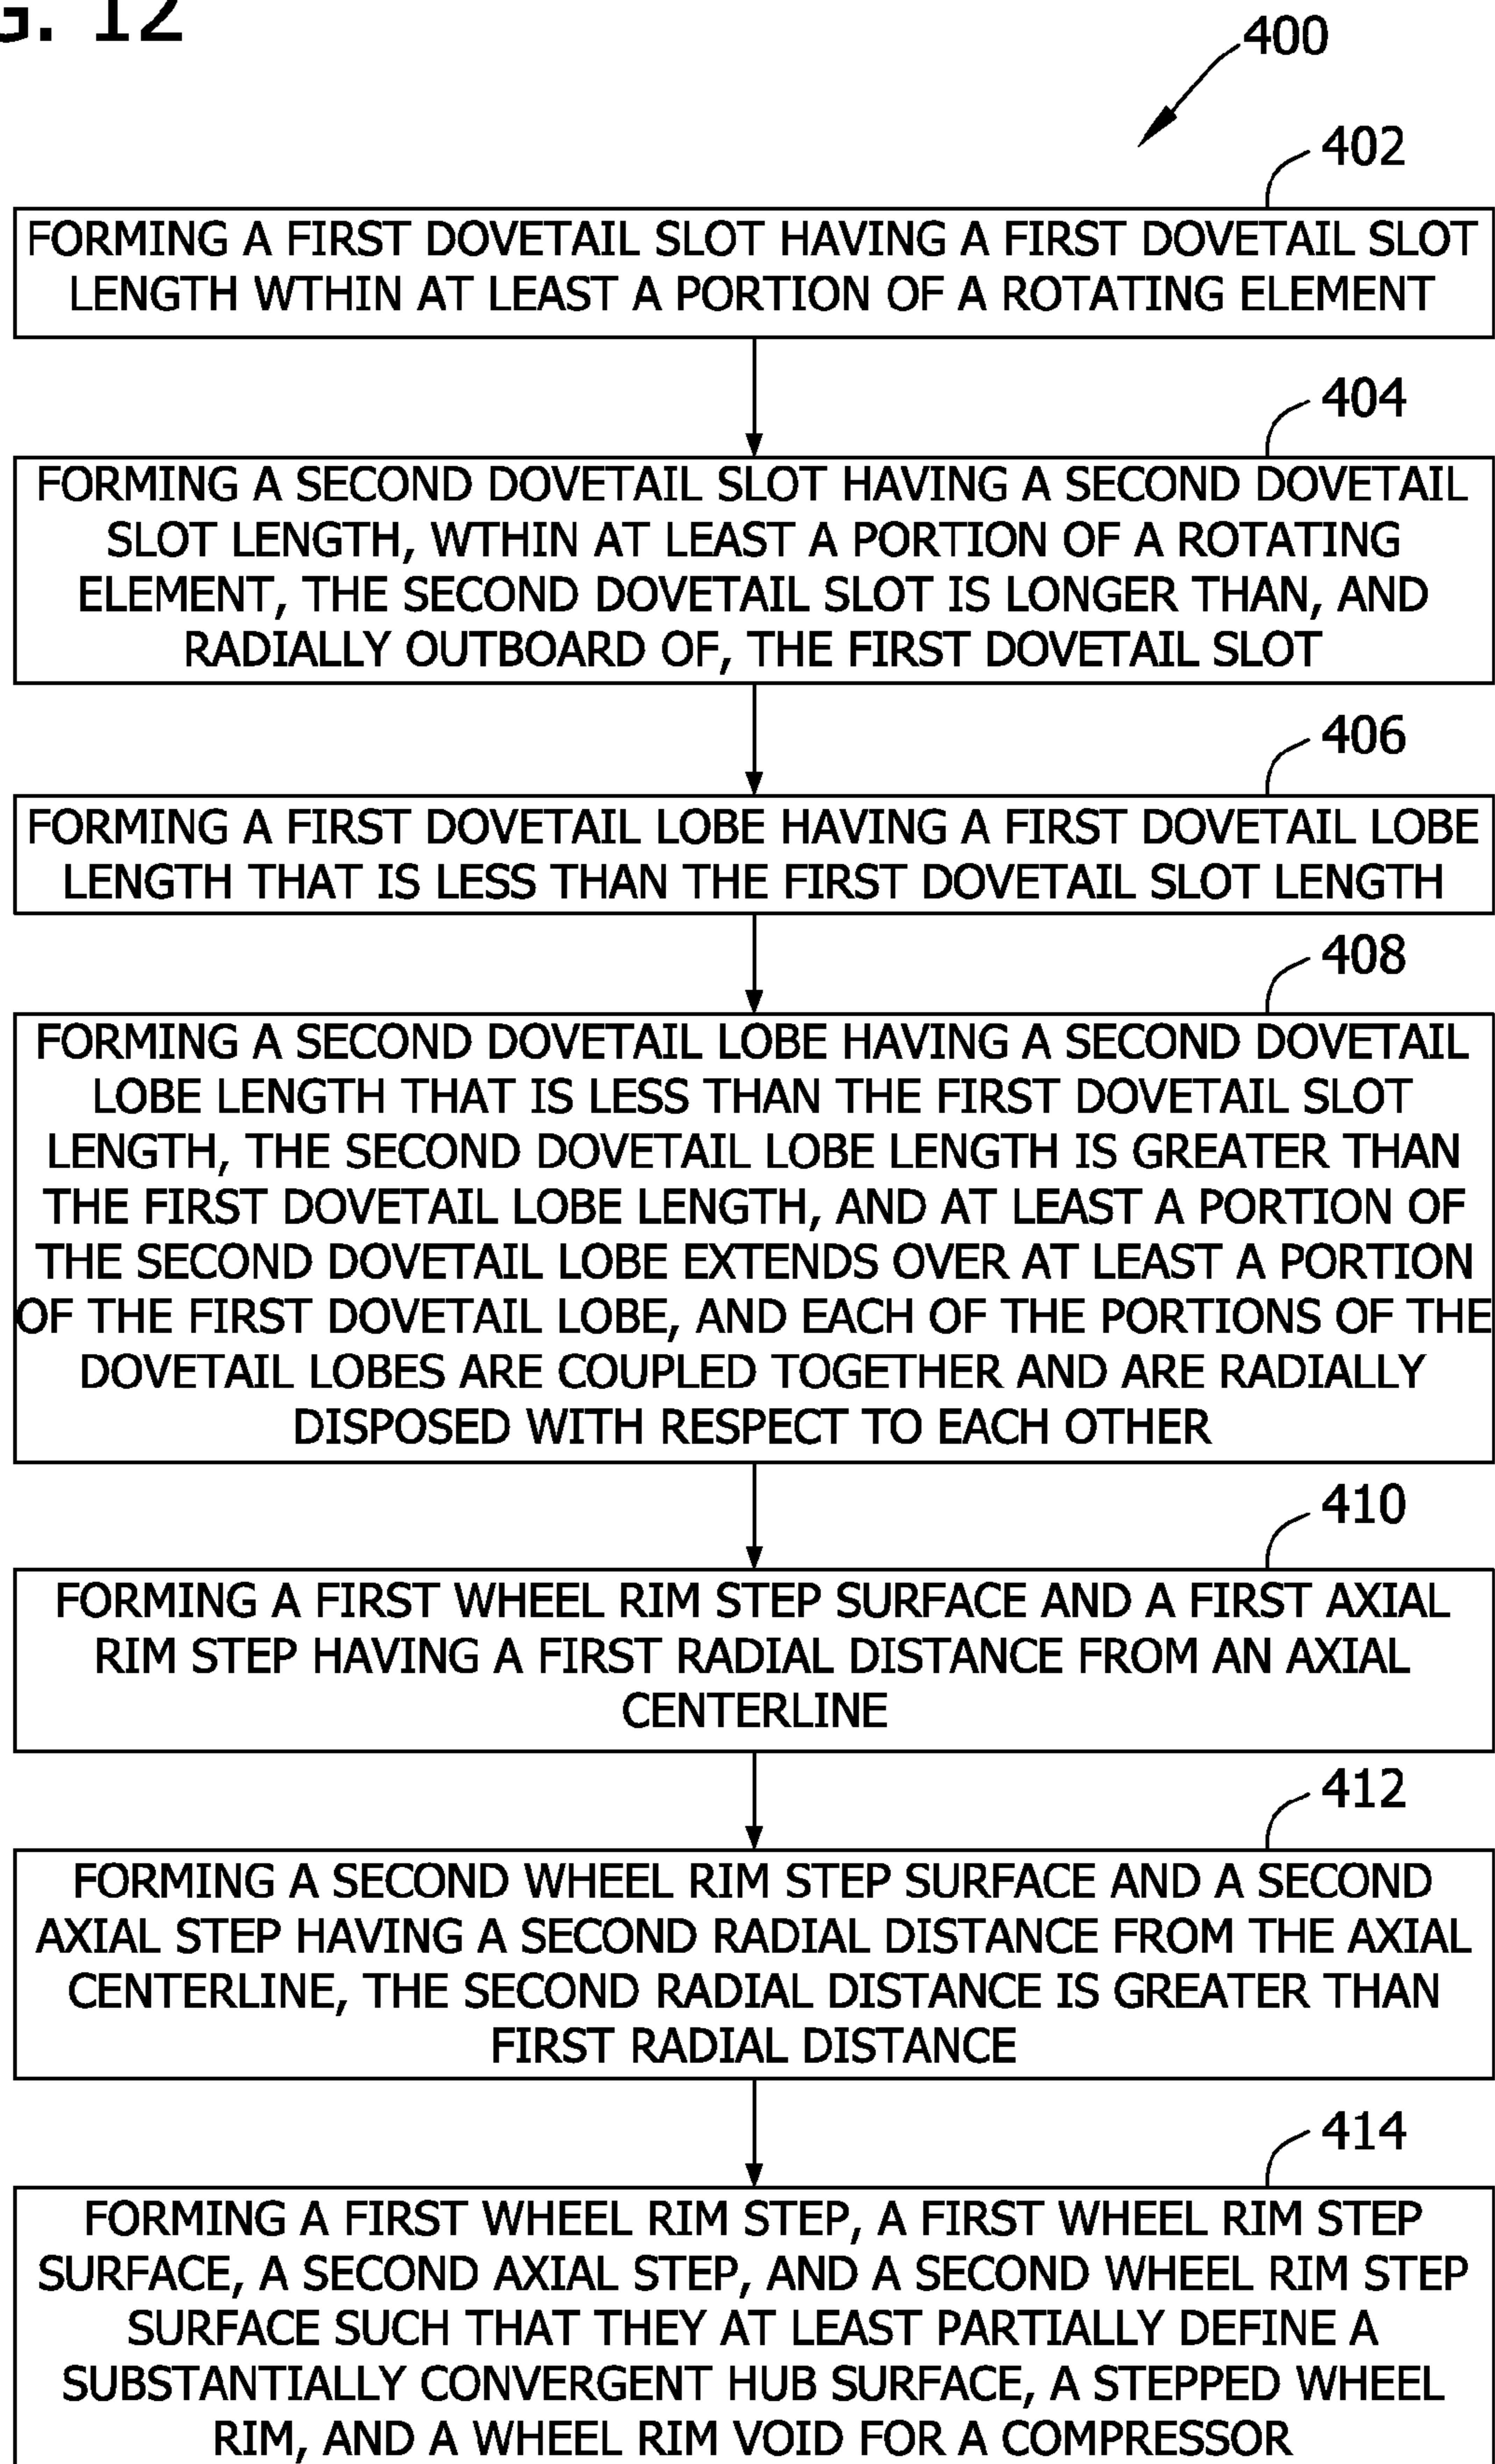 G. 12
400
402
FORMING A FIRST DOVETAIL SLOT HAVING A FIRST DOVETAIL SLOT
LENGTH WTHIN AT LEAST A PORTION OF A ROTATING ELEMENT
404
FORMING A SECOND DOVETAIL SLOT HAVING A SECOND DOVETAIL
SLOT LENGTH, WTHIN AT LEAST A PORTION OF A ROTATING
ELEMENT, THE SECOND DOVETAIL SLOT IS LONGER THAN, AND
RADIALLY OUTBOARD OF, THE FIRST DOVETAIL SLOT
406
FORMING A FIRST DOVETAIL LOBE HAVING A FIRST DOVETAIL LOBE
LENGTH THAT IS LESS THAN THE FIRST DOVETAIL SLOT LENGTH
408
FORMING A SECOND DOVETAIL LOBE HAVING A SECOND DOVETAIL
LOBE LENGTH THAT IS LESS THAN THE FIRST DOVETAIL SLOT
LENGTH, THE SECOND DOVETAIL LOBE LENGTH IS GREATER THAN
THE FIRST DOVETAIL LOBE LENGTH, AND AT LEAST A PORTION OF
THE SECOND DOVETAIL LOBE EXTENDS OVER AT LEAST A PORTION
OF THE FIRST DOVETAIL LOBE, AND EACH OF THE PORTIONS OF THE
DOVETAIL LOBES ARE COUPLED TOGETHER AND ARE RADIALLY
DISPOSED WITH RESPECT TO EACH OTHER
410
FORMING A FIRST WHEEL RIM STEP SURFACE AND A FIRST AXIAL
RIM STEP HAVING A FIRST RADIAL DISTANCE FROM AN AXIAL
CENTERLINE
412
FORMING A SECOND WHEEL RIM STEP SURFACE AND A SECOND
AXIAL STEP HAVING A SECOND RADIAL DISTANCE FROM THE AXIAL
CENTERLINE, THE SECOND RADIAL DISTANCE IS GREATER THAN
FIRST RADIAL DISTANCE
414
FORMING A FIRST WHEEL RIM STEP, A FIRST WHEEL RIM STEP
SURFACE, A SECOND AXIAL STEP, AND A SECOND WHEEL RIM STEP
SURFACE SUCH THAT THEY AT LEAST PARTIALLY DEFINE A
SUBSTANTIALLY CONVERGENT HUB SURFACE, A STEPPED WHEEL
RIM, AND A WHEEL RIM VOID FOR A COMPRESSOR